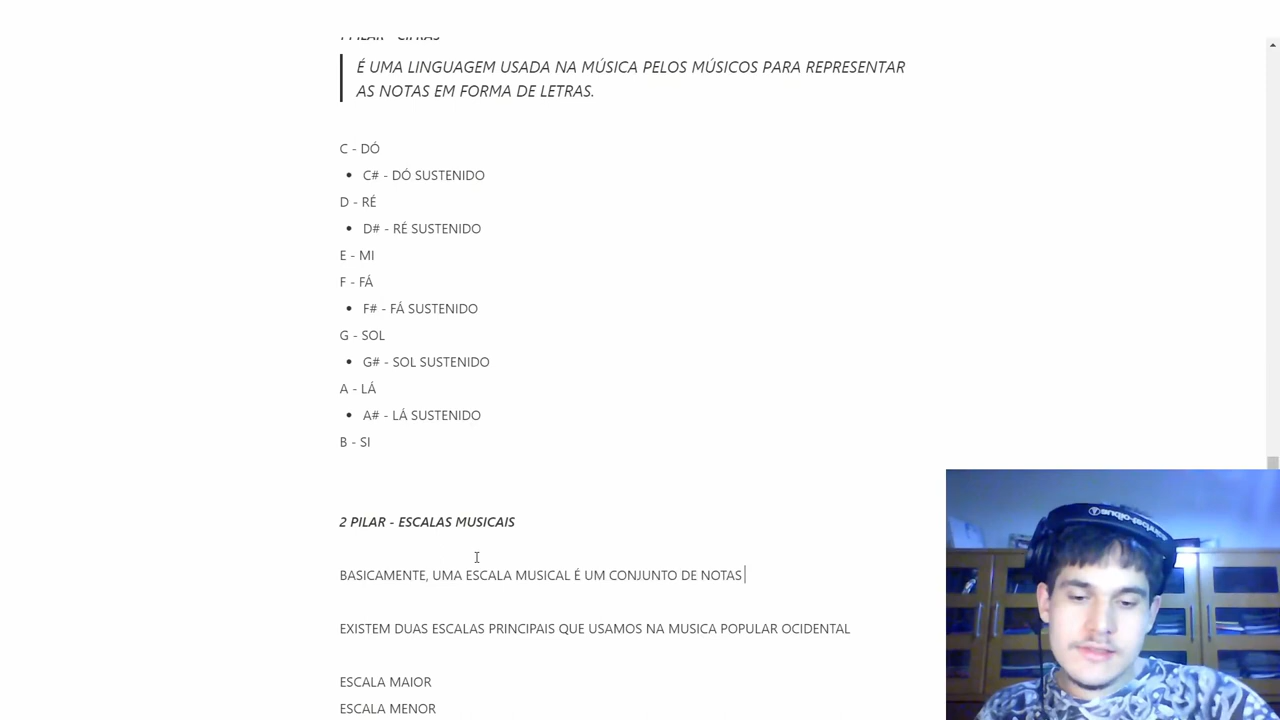 1 PILAR - CIFRAS
É UMA LINGUAGEM USADA NA MÚSICA PELOS MÚSICOS PARA REPRESENTAR
AS NOTAS EM FORMA DE LETRAS.
C - DÓ
• C# - DÓ SUSTENIDO
D - RÉ
• D# - RÉ SUSTENIDO
E - MI
F - FÁ
• F# - FÁ SUSTENIDO
G - SOL
• G# - SOL SUSTENIDO
A - LÁ
• A# - LÁ SUSTENIDO
B - SI
2 PILAR - ESCALAS MUSICAIS
BASICAMENTE, UMA ESCALA MUSICAL É UM CONJUNTO DE NOTAS
EXISTEM DUAS ESCALAS PRINCIPAIS QUE USAMOS NA MUSICA POPULAR OCIDENTAL
ESCALA MAIOR
ESCALA MENOR